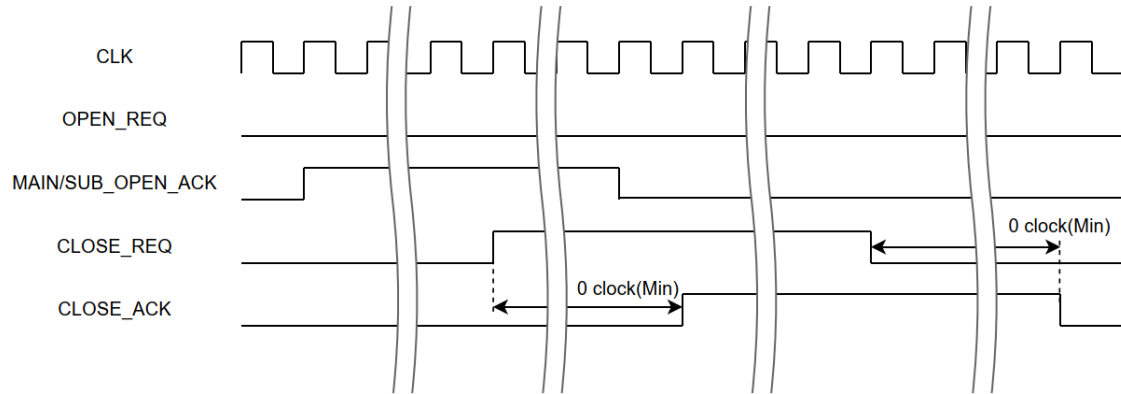 CLK
OPEN_REQ
MAIN/SUB_OPEN_ACK
CLOSE_REQ
0 clock(Min)
CLOSE_ACK
0 clock(Min)